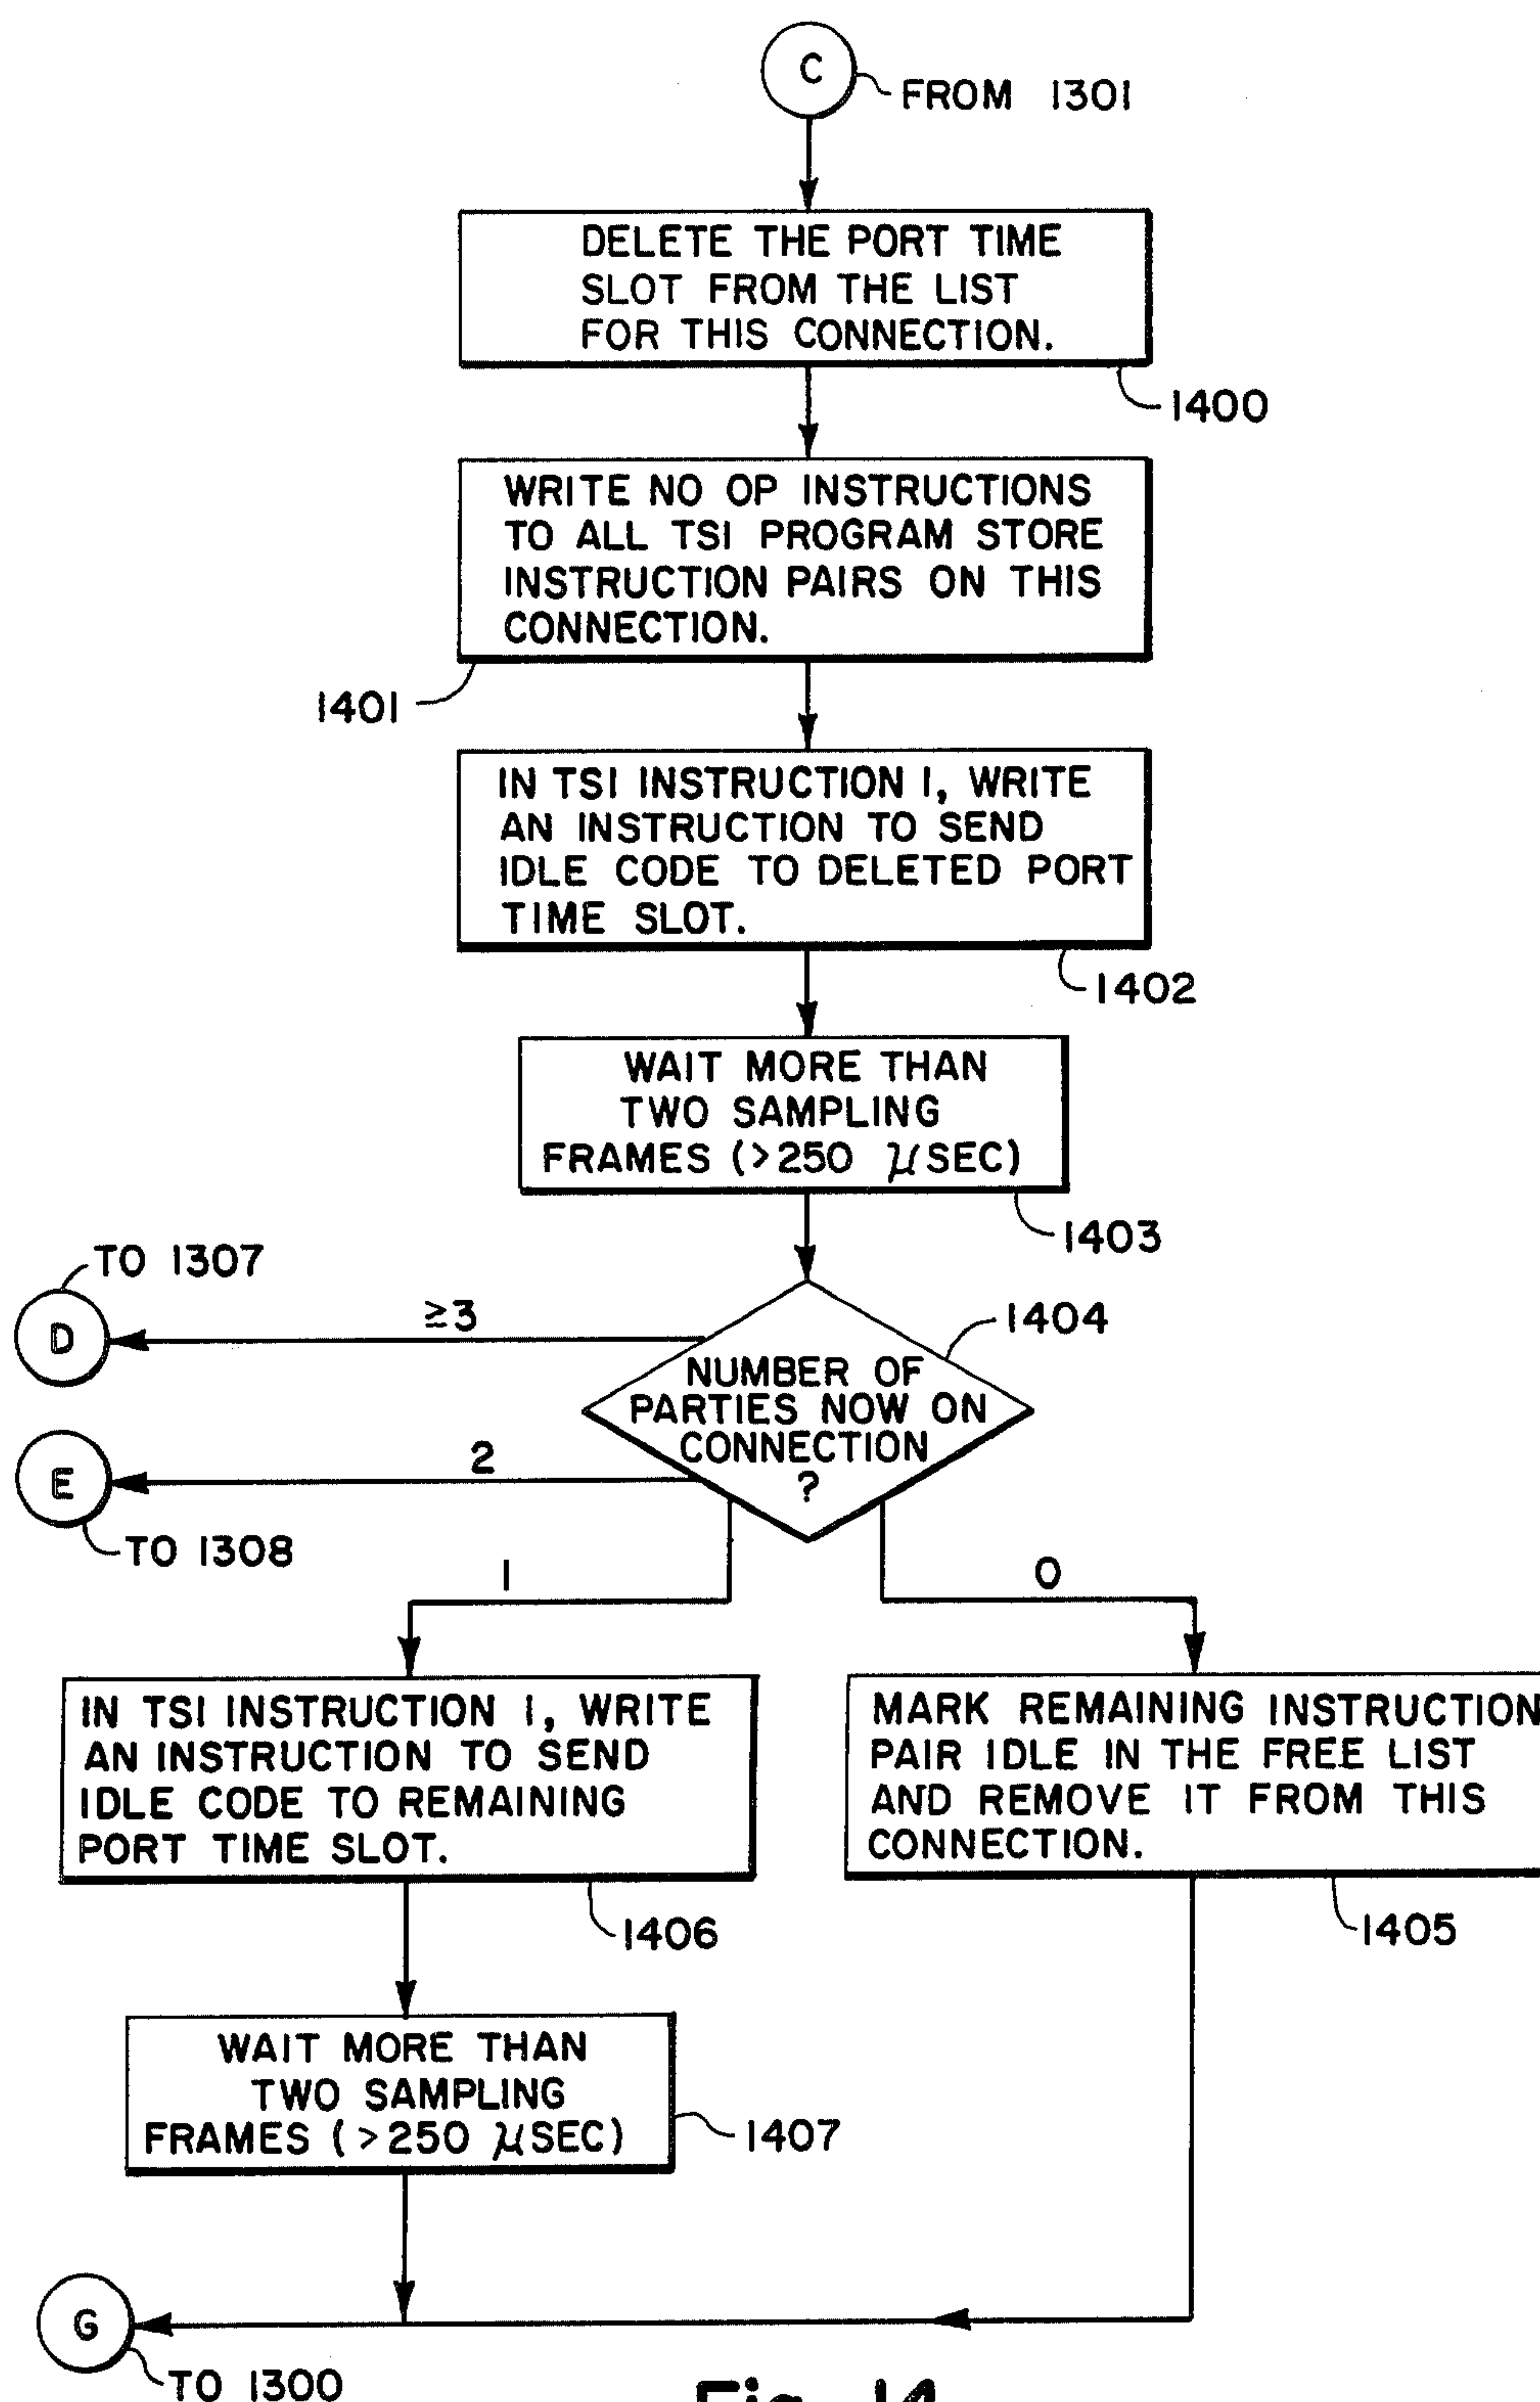 C
FROM 1301
DELETE THE PORT TIME
SLOT FROM THE LIST
FOR THIS CONNECTION.
1400
WRITE NO OP INSTRUCTIONS
TO ALL TSI PROGRAM STORE
INSTRUCTION PAIRS ON THIS
CONNECTION.
1401
IN TSI INSTRUCTION 1, WRITE
AN INSTRUCTION TO SEND
IDLE CODE TO DELETED PORT
TIME SLOT.
1402
WAIT MORE THAN
TWO SAMPLING
FRAMES (>250 μSEC)
1403
TO 1307
D
≥3
1404
NUMBER OF
PARTIES NOW ON
CONNECTION
?
E
2
TO 1308
1
0
IN TSI INSTRUCTION 1, WRITE
AN INSTRUCTION TO SEND
IDLE CODE TO REMAINING
PORT TIME SLOT.
1406
MARK REMAINING INSTRUCTION
PAIR IDLE IN THE FREE LIST
AND REMOVE IT FROM THIS
CONNECTION.
1405
WAIT MORE THAN
TWO SAMPLING
FRAMES (>250 μSEC)
1407
G
TO 1300
Fig. 14